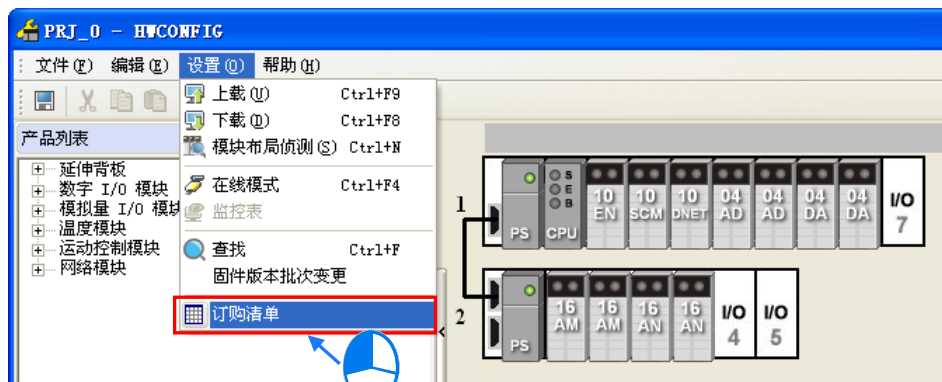 PRJ_0 - HWCONFIG
文件(F) 编辑(E) 设置(O) 帮助(H)
上载(U) Ctrl+F9
下载(D) Ctrl+F8
模块布局侦测(S) Ctrl+N
在线模式 Ctrl+F4
监控表
查找 Ctrl+F
固件版本批次变更
订购清单
产品列表
延伸背板
数字 I/O 模块
模拟量 I/O 模块
温度模块
运动控制模块
网络模块
1
PS
CPU
S
E
B
10 EN
10 SCM
10 DNET
04 AD
04 AD
04 DA
04 DA
I/O 7
2
PS
16 AM
16 AM
16 AN
16 AN
I/O 4
I/O 5